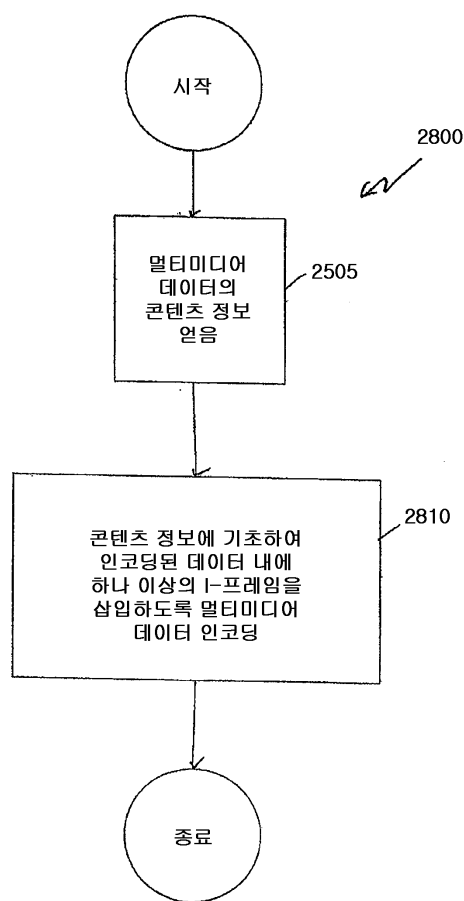 시작
2800
멀티미디어
데이터의
콘텐츠 정보
얻음
2505
콘텐츠 정보에 기초하여
인코딩된 데이터 내에
하나 이상의 I-프레임을
삽입하도록 멀티미디어
데이터 인코딩
2810
종료